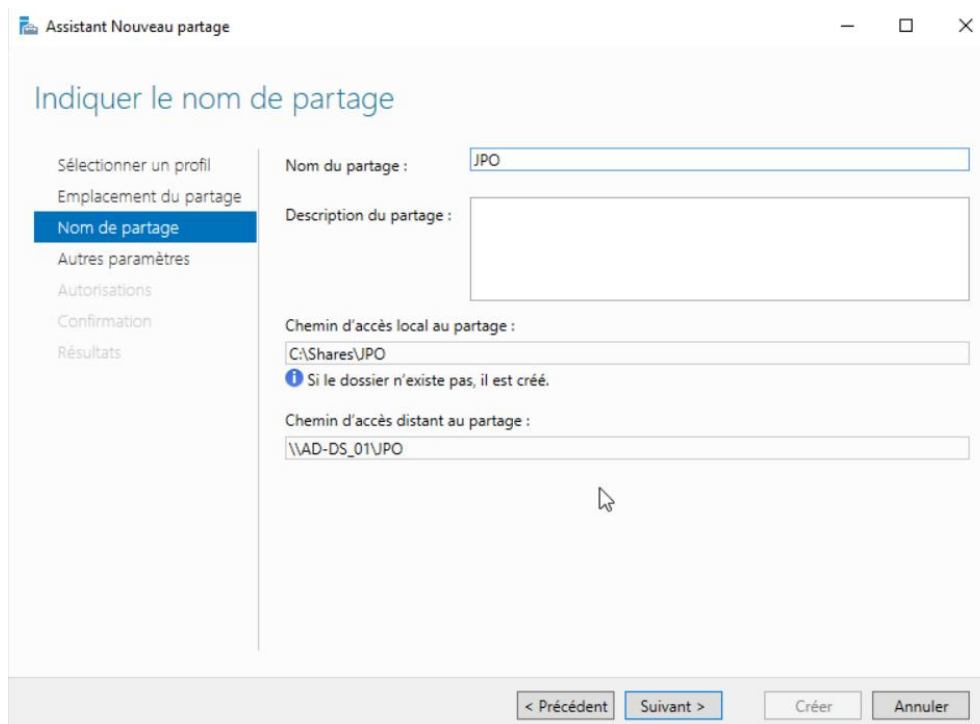 Assistant Nouveau partage
Indiquer le nom de partage
Sélectionner un profil
Emplacement du partage
Nom de partage
Autres paramètres
Autorisations
Confirmation
Résultats
Nom du partage :
JPO
Description du partage :
Chemin d'accès local au partage :
C:\Shares\JPO
Si le dossier n'existe pas, il est créé.
Chemin d'accès distant au partage :
\\AD-DS_01\JPO
< Précédent
Suivant >
Créer
Annuler